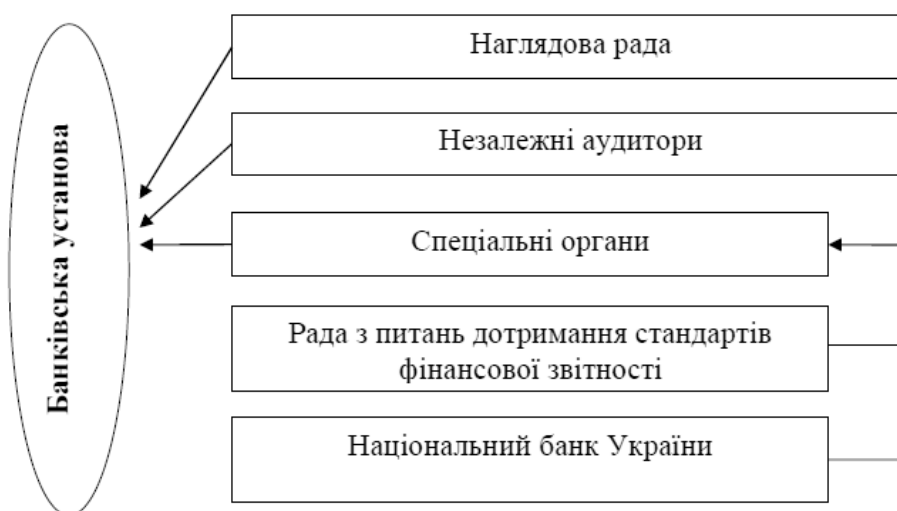 Банківська установа
Наглядова рада
Незалежні аудитори
Спеціальні органи
Рада з питань дотримання стандартів
фінансової звітності
Національний банк України